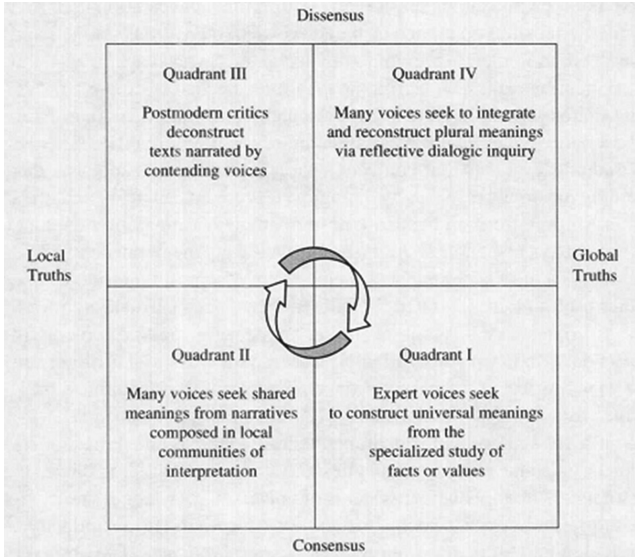 Dissensus
Quadrant III
Postmodern critics
deconstruct
texts narrated by
contending voices
Quadrant IV
Many voices seek to integrate
and reconstruct plural meanings
via reflective dialogic inquiry
Local
Truths
Global
Truths
Quadrant II
Many voices seek shared
meanings from narratives
composed in local
communities of
interpretation
Quadrant I
Expert voices seek
to construct universal meanings
from the
specialized study of
facts or values
Consensus